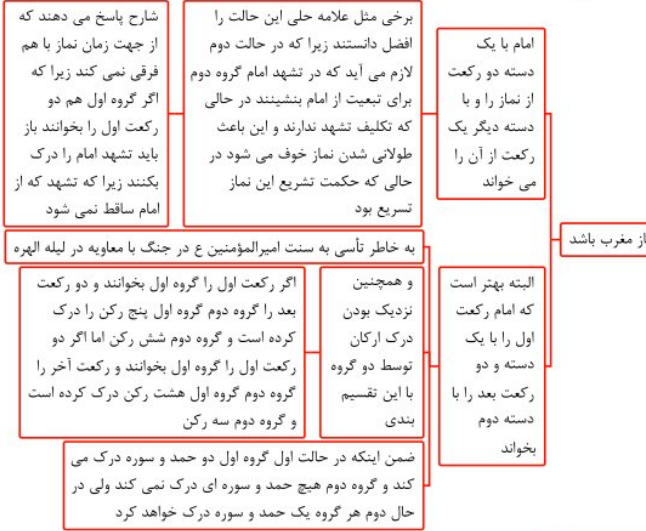 از مغرب باشد
امام با یک
دسته دو رکعت
از نماز را و با
دسته دیگر یک
رکعت از آن را
می خواند
برخی مثل علامه حلی این حالت را
افضل دانستند زیرا که در حالت دوم
لازم می آید که در تشهد امام گروه دوم
برای تبعیت از امام بنشینند در حالی
که تکلیف تشهد ندارند و این باعث
طولانی شدن نماز خوف می شود در
حالی که حکمت تشریع این نماز
تسریع بود
شارح پاسخ می دهند که
از جهت زمان نماز با هم
فرقی نمی کند زیرا که
اگر گروه اول هم دو
رکعت اول را بخوانند باز
باید تشهد امام را درک
بکنند زیرا که تشهد که از
امام ساقط نمی شود
البته بهتر است
که امام رکعت
اول را با یک
دسته و دو
رکعت بعد را با
دسته دوم
بخواند
به خاطر تأسی به سنت امیرالمؤمنین ع در جنگ با معاویه در لیله الهره
و همچنین
نزدیک بودن
درک ارکان
توسط دو گروه
با این تقسیم
بندی
اگر رکعت اول را گروه اول بخوانند و دو رکعت
بعد را گروه دوم گروه اول پنج رکن را درک
کرده است و گروه دوم شش رکن اما اگر دو
رکعت اول را گروه اول بخوانند و رکعت آخر را
گروه دوم گروه اول هشت رکن درک کرده است
و گروه دوم سه رکن
ضمن اینکه در حالت اول گروه اول دو حمد و سوره درک می
کند و گروه دوم هیچ حمد و سوره ای درک نمی کند ولی در
حال دوم هر گروه یک حمد و سوره درک خواهد کرد